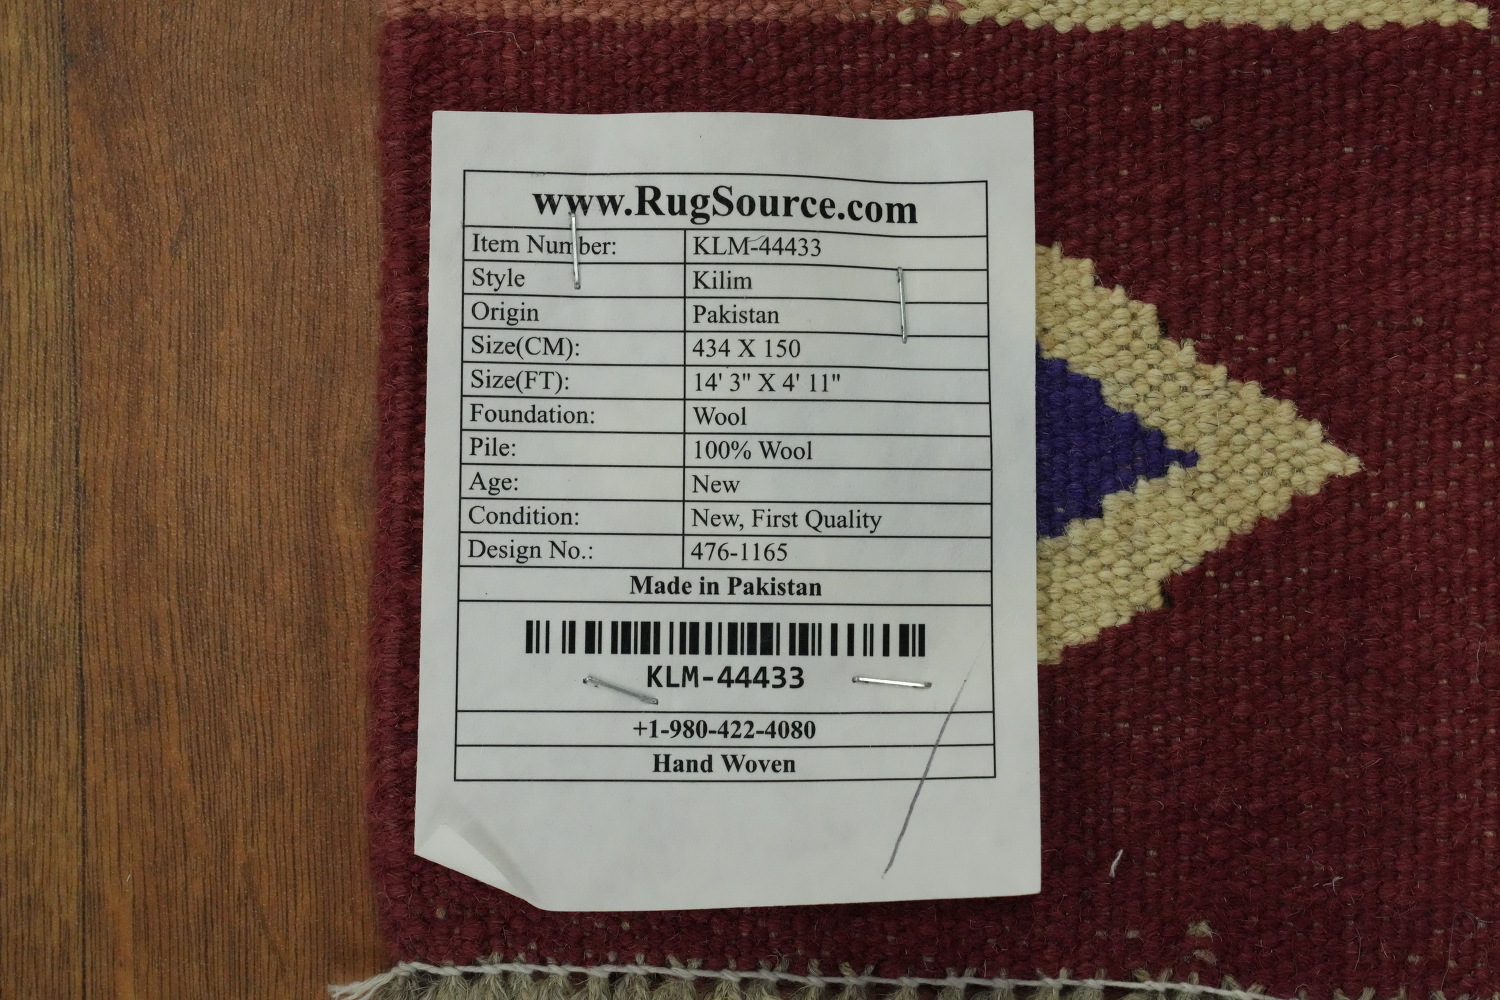 www.RugSource.com
Item Number: KLM-44433
Style Kilim
Origin Pakistan
Size(CM): 434 X 150
Size(FT): 14' 3" X 4' 11"
Foundation: Wool
Pile: 100% Wool
Age: New
Condition: New, First Quality
Design No.: 476-1165
Made in Pakistan
KLM-44433
+1-980-422-4080
Hand Woven